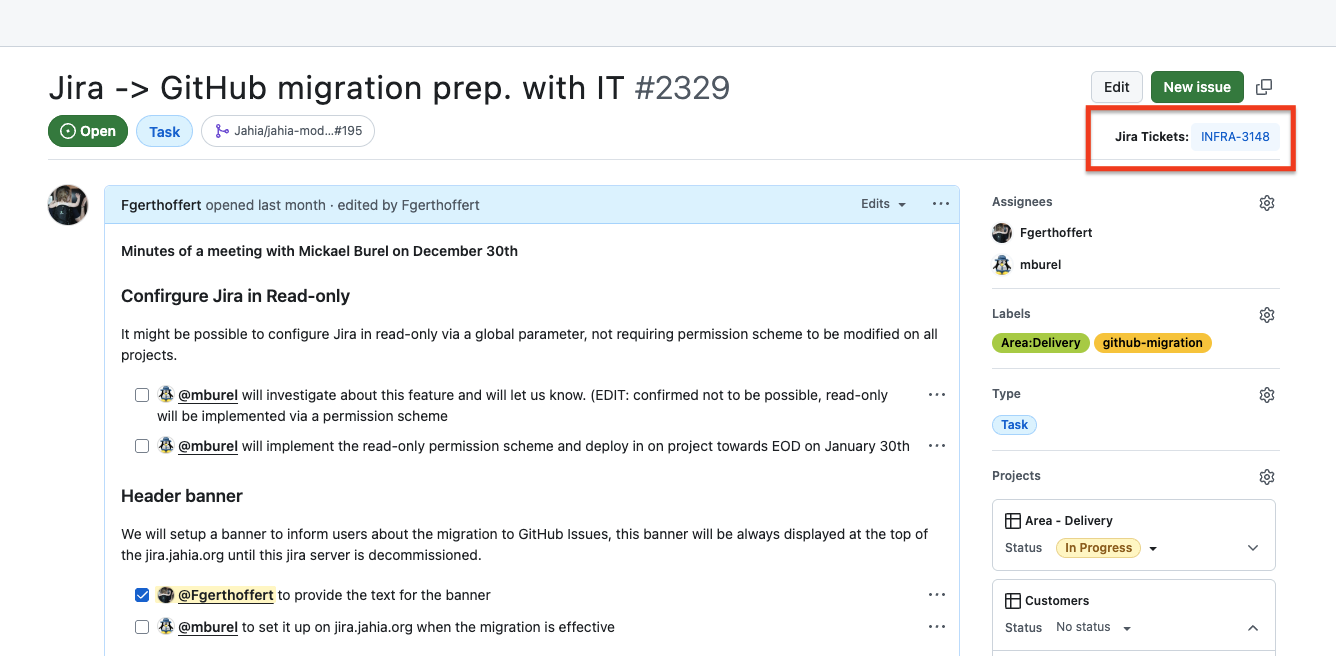 Jira -> GitHub migration prep. with IT #2329
Edit
New issue
Open
Task
Jahia/jahia-mod...#195
Jira Tickets: INFRA-3148
Fgerthoffert opened last month · edited by Fgerthoffert
Edits
Minutes of a meeting with Mickael Burel on December 30th
Confirgure Jira in Read-only
It might be possible to configure Jira in read-only via a global parameter, not requiring permission scheme to be modified on all
projects.
@mburel will investigate about this feature and will let us know. (EDIT: confirmed not to be possible, read-only
will be implemented via a permission scheme
@mburel will implement the read-only permission scheme and deploy in on project towards EOD on January 30th
Header banner
We will setup a banner to inform users about the migration to GitHub Issues, this banner will be always displayed at the top of
the jira.jahia.org until this jira server is decommissioned.
@Fgerthoffert to provide the text for the banner
@mburel to set it up on jira.jahia.org when the migration is effective
Assignees
Fgerthoffert
mburel
Labels
Area:Delivery
github-migration
Type
Task
Projects
Area - Delivery
Status In Progress
Customers
Status No status